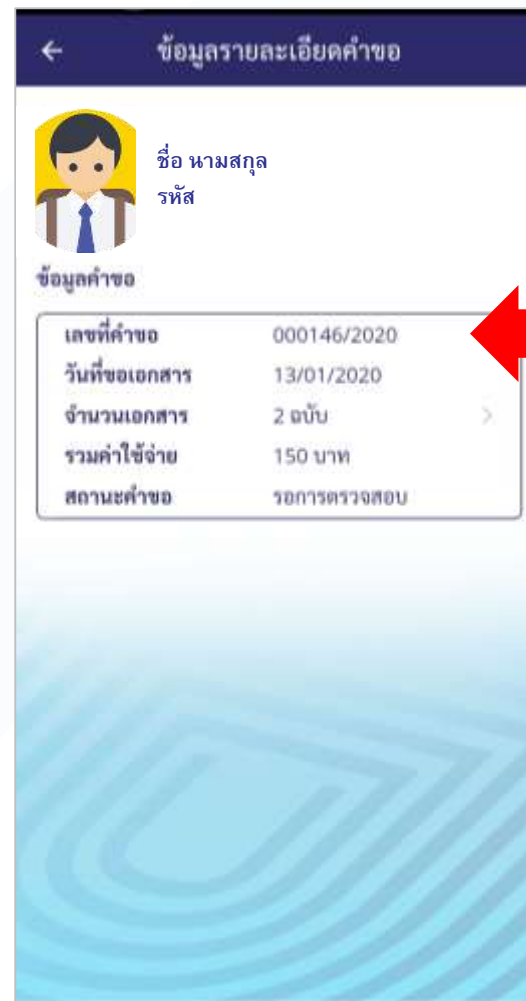 ข้อมูลรายละเอียดคำขอ
ชื่อ นามสกุล
รหัส
ข้อมูลคำขอ
เลขที่คำขอ 000146/2020
วันที่ขอเอกสาร 13/01/2020
จำนวนเอกสาร 2 ฉบับ
รวมค่าใช้จ่าย 150 บาท
สถานะคำขอ รอการตรวจสอบ